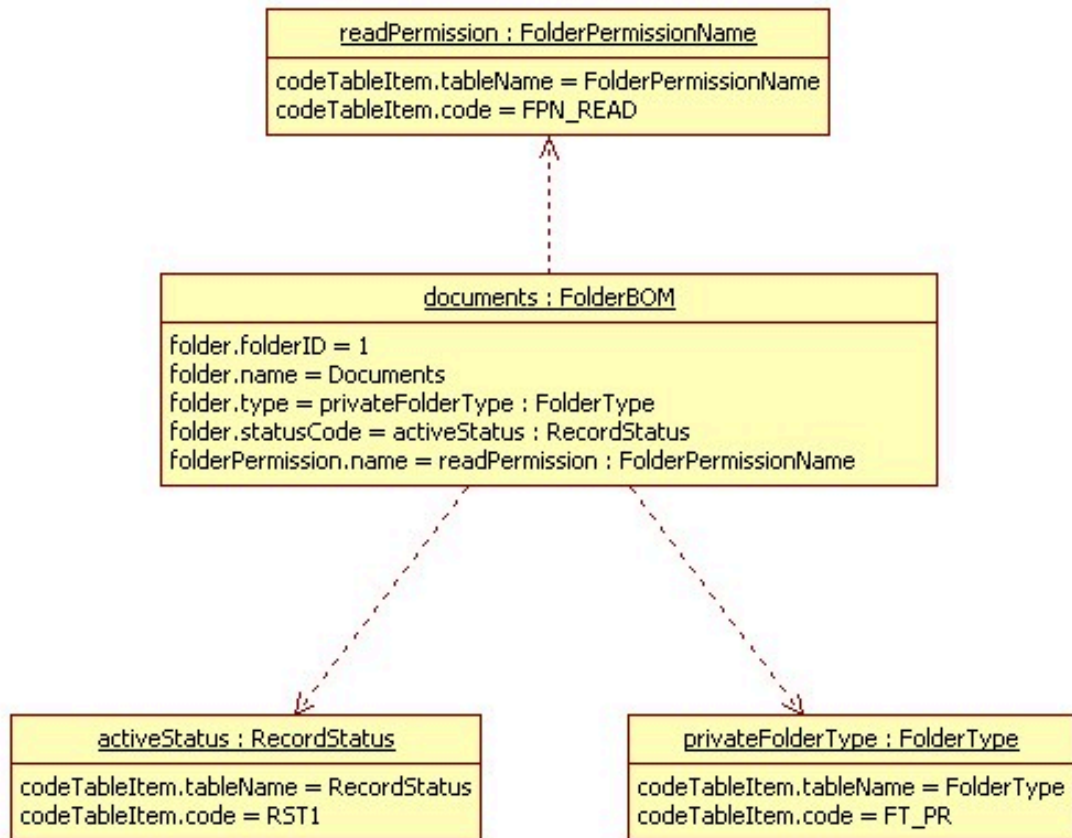 readPermission : FolderPermissionName
codeTableItem.tableName = FolderPermissionName
codeTableItem.code = FPN_READ
documents : FolderBOM
folder.folderID = 1
folder.name = Documents
folder.type = privateFolderType : FolderType
folder.statusCode = activeStatus : RecordStatus
folderPermission.name = readPermission : FolderPermissionName
activeStatus : RecordStatus
codeTableItem.tableName = RecordStatus
codeTableItem.code = RST1
privateFolderType : FolderType
codeTableItem.tableName = FolderType
codeTableItem.code = FT_PR